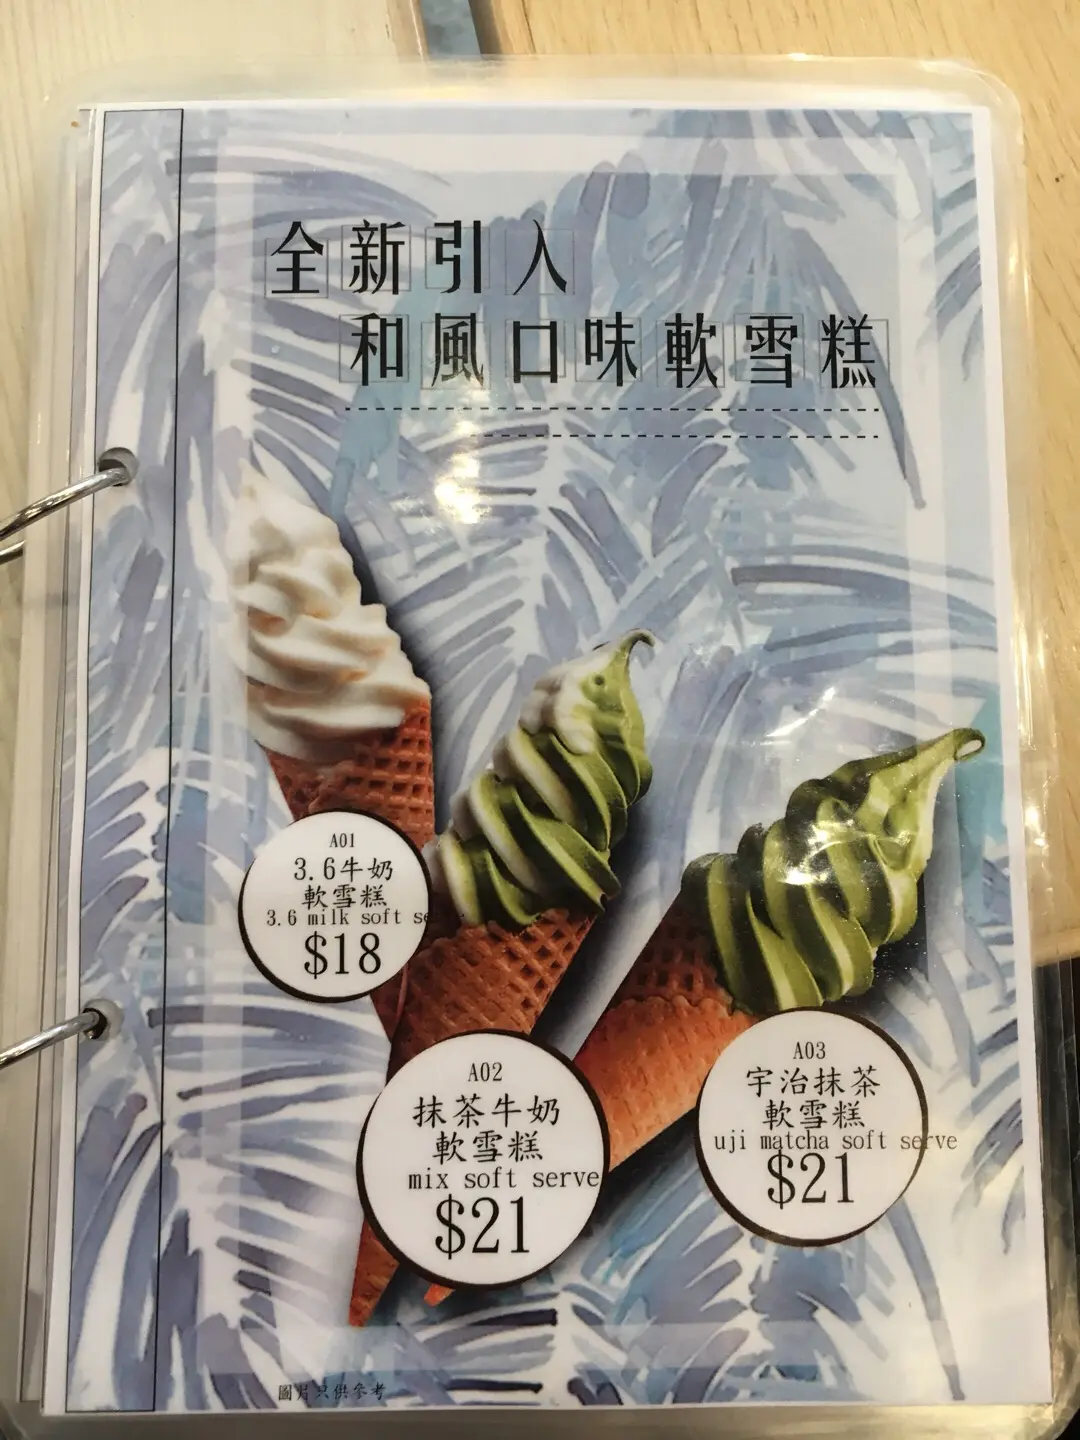 全新引入
和風口味軟雪糕
A01
3.6牛奶
軟雪糕
3.6 milk soft
$18
A02
抹茶牛奶
軟雪糕
mix soft serve
$21
A03
宇治抹茶
軟雪糕
uji matcha soft serve
$21
圖片只供參考